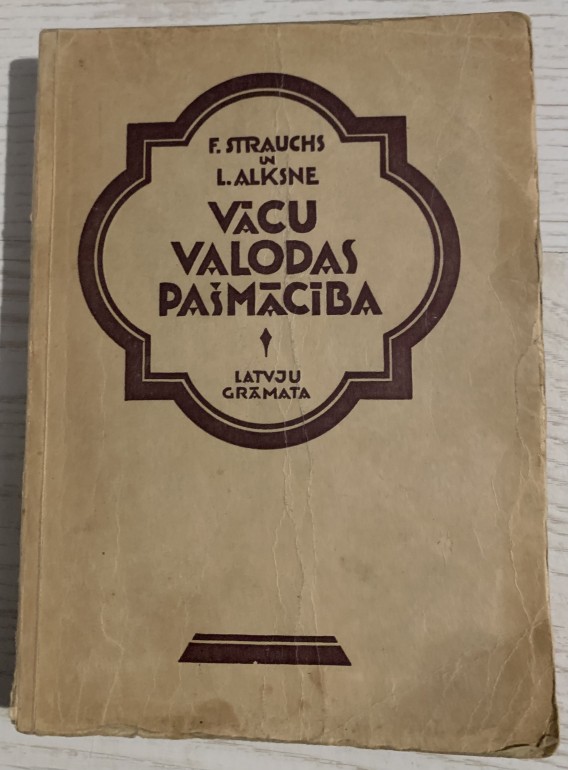 F. STRAUCHS
UN
L. ALKSNE
VĀCU
VALODAS
PAŠMĀCĪBA
LATVJU
GRĀMATA